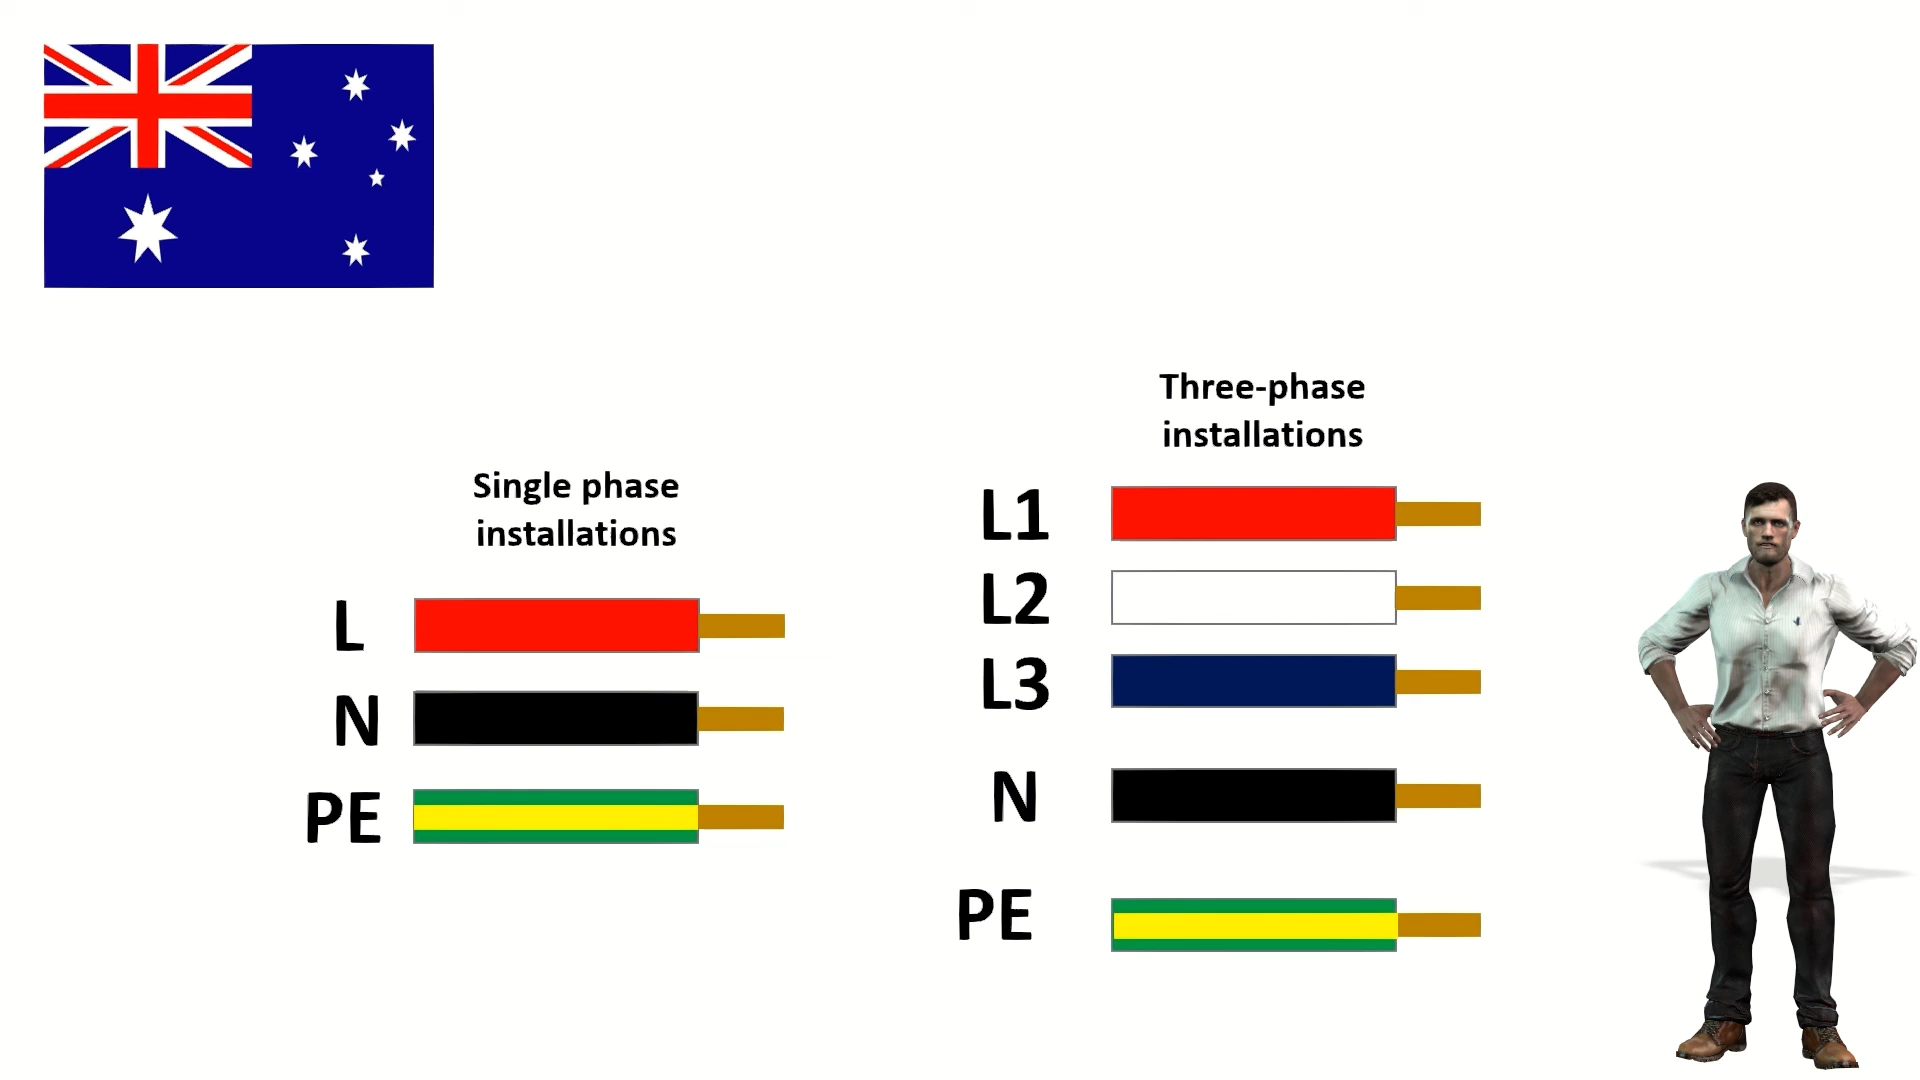 Single phase
installations
L
N
PE
Three-phase
installations
L1
L2
L3
N
PE